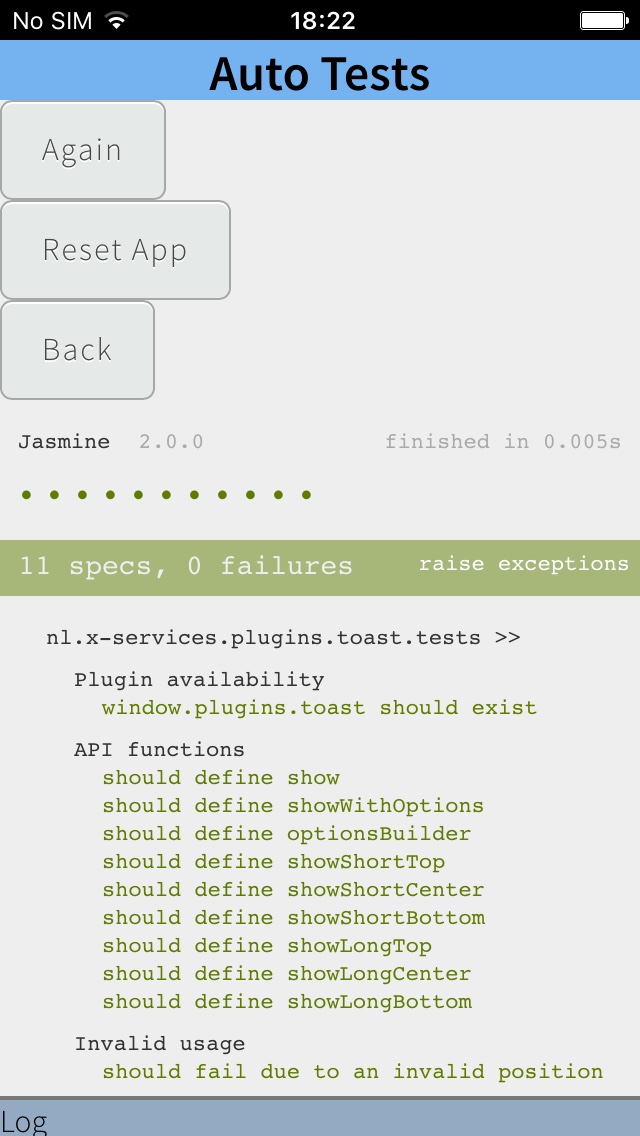 No SIM 18:22
Auto Tests
Again
Reset App
Back
Jasmine 2.0.0 finished in 0.005s
11 specs, 0 failures raise exceptions
nl.x-services.plugins.toast.tests >>
Plugin availability
window.plugins.toast should exist
API functions
should define show
should define showWithOptions
should define optionsBuilder
should define showShortTop
should define showShortCenter
should define showShortBottom
should define showLongTop
should define showLongCenter
should define showLongBottom
Invalid usage
should fail due to an invalid position
Log